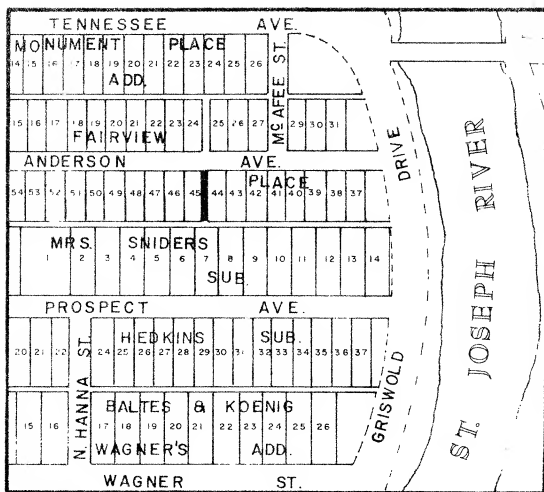 TENNESSEE AVE.
MONUMENT PLACE
14 15 16 17 18 19 20 21 22 23 24 25 26
ADD.
MCAFEE ST.
15 16 17 18 19 20 21 22 23 24 25 26 27 29 30 31
FAIRVIEW
ANDERSON AVE.
PLACE
54 53 52 51 50 49 48 47 46 45 44 43 42 41 40 39 38 37
MRS. SNIDERS
1 2 3 4 5 6 7 8 9 10 11 12 13 14
SUB.
PROSPECT AVE.
HEDKINS SUB.
20 21 22 24 25 26 27 28 29 30 31 32 33 34 35 36 37
N. HANNA ST.
BALTES & KOENIG
15 16 17 18 19 20 21 22 23 24 25 26
WAGNER'S ADD.
WAGNER ST.
GRISWOLD DRIVE
ST. JOSEPH RIVER